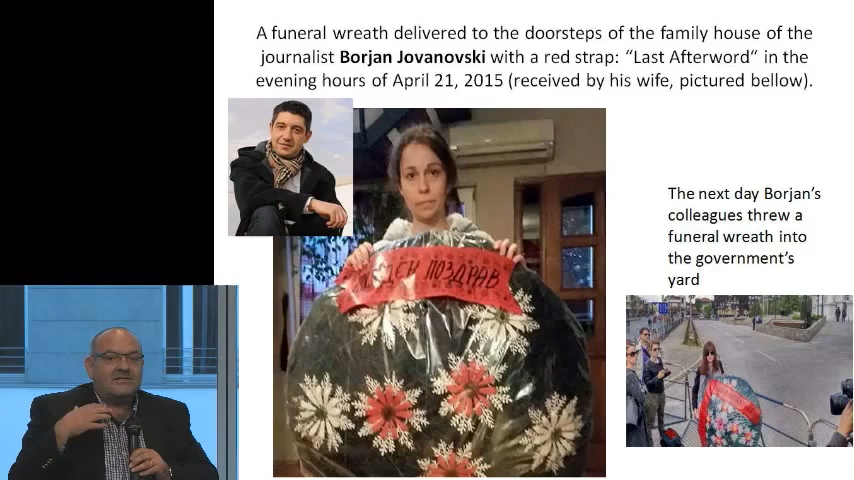 A funeral wreath delivered to the doorsteps of the family house of the
journalist Borjan Jovanovski with a red strap: “Last Afterword“ in the
evening hours of April 21, 2015 (received by his wife, pictured bellow).
ПОЗДРАВ
The next day Borjan’s
colleagues threw a
funeral wreath into
the government’s
yard